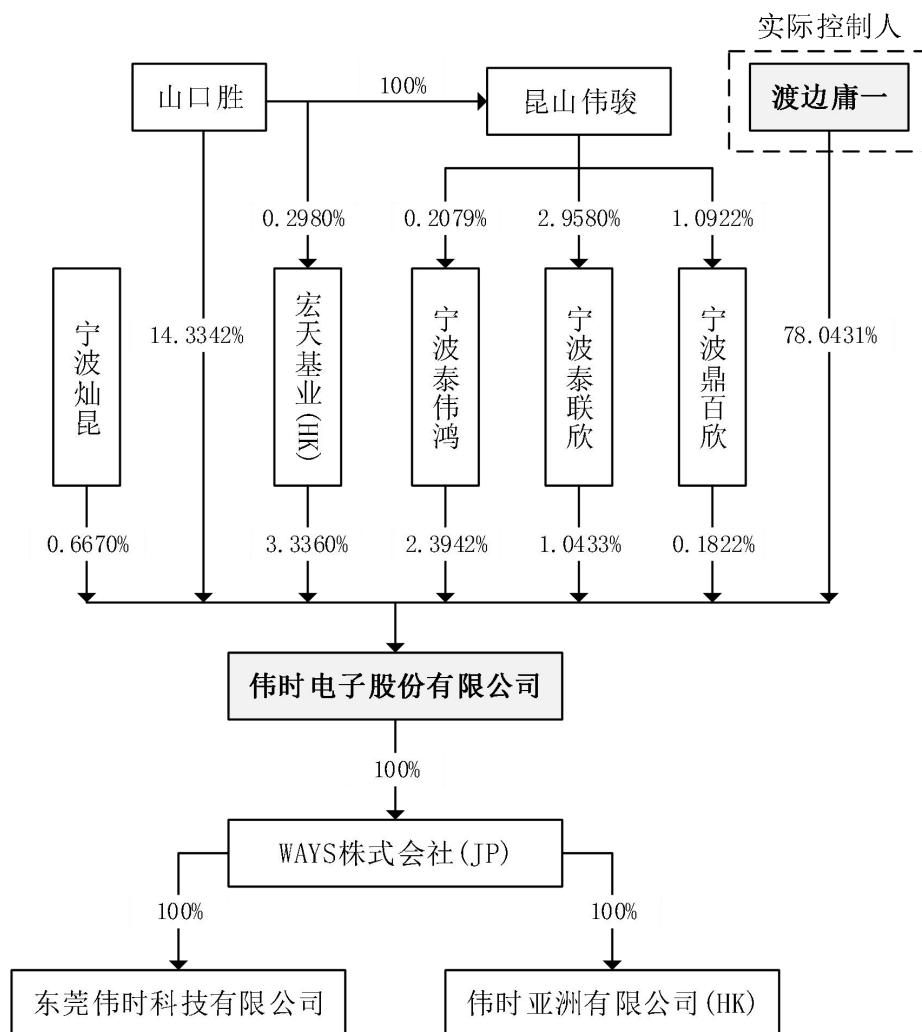 实际控制人
山口胜
100%
昆山伟骏
渡边庸一
0.2980%
0.2079%
2.9580%
1.0922%
宁波灿昆
14.3342%
宏天基业(HK)
宁波泰伟鸿
宁波泰联欣
宁波鼎百欣
78.0431%
0.6670%
3.3360%
2.3942%
1.0433%
0.1822%
伟时电子股份有限公司
100%
WAYS株式会社(JP)
100%
100%
东莞伟时科技有限公司
伟时亚洲有限公司(HK)